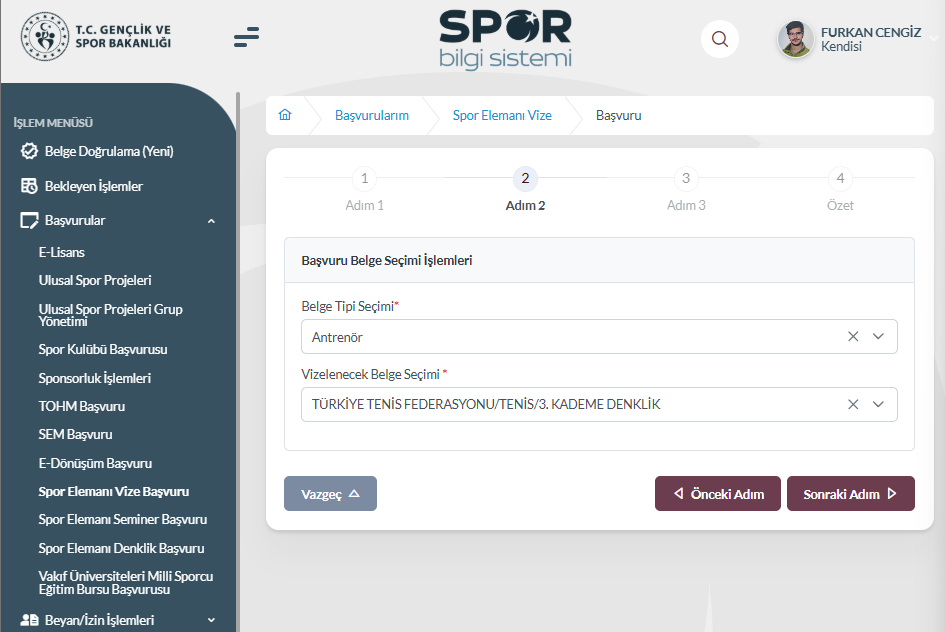 T.C. GENÇLİK VE
SPOR BAKANLIĞI
SPOR
bilgi sistemi
FURKAN CENGİZ
Kendisi
İŞLEM MENÜSÜ
Belge Doğrulama (Yeni)
Bekleyen İşlemler
Başvurular
E-Lisans
Ulusal Spor Projeleri
Ulusal Spor Projeleri Grup
Yönetimi
Spor Kulübü Başvurusu
Sponsorluk İşlemleri
TOHM Başvuru
SEM Başvuru
E-Dönüşüm Başvuru
Spor Elemanı Vize Başvuru
Spor Elemanı Seminer Başvuru
Spor Elemanı Denklik Başvuru
Vakıf Üniversiteleri Milli Sporcu
Eğitim Bursu Başvurusu
Beyan/İzin İşlemleri
Başvurularım
Spor Elemanı Vize
Başvuru
1
2
3
4
Adım 1
Adım 2
Adım 3
Özet
Başvuru Belge Seçimi İşlemleri
Belge Tipi Seçimi*
Antrenör
Vizelenecek Belge Seçimi *
TÜRKİYE TENİS FEDERASYONU/TENİS/3. KADEME DENKLİK
Vazgeç
Önceki Adım
Sonraki Adım